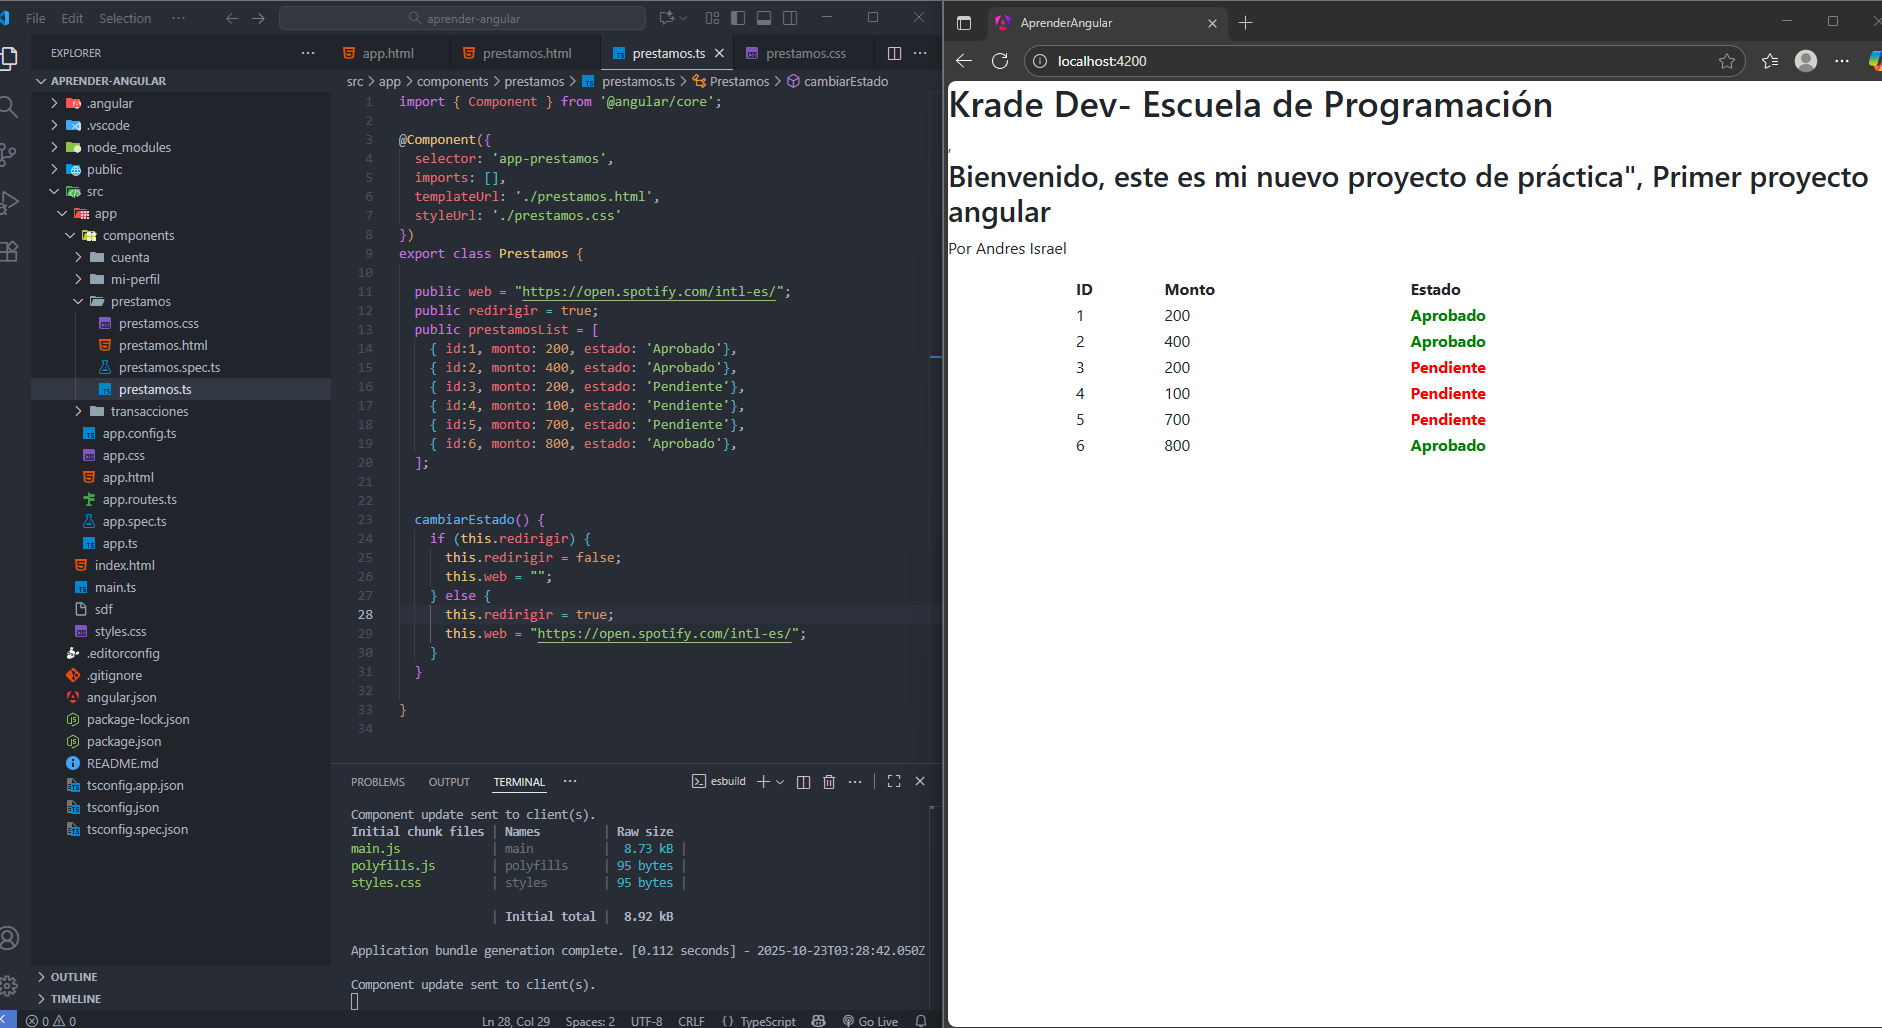 File Edit Selection ··· aprender-angular
EXPLORER ···
APRENDER-ANGULAR
.angular
.vscode
node_modules
public
src
app
components
cuenta
mi-perfil
prestamos
prestamos.css
prestamos.html
prestamos.spec.ts
prestamos.ts
transacciones
app.config.ts
app.css
app.html
app.routes.ts
app.spec.ts
app.ts
index.html
main.ts
sdf
styles.css
.editorconfig
.gitignore
angular.json
package-lock.json
package.json
README.md
tsconfig.app.json
tsconfig.json
tsconfig.spec.json
OUTLINE
TIMELINE
app.html prestamos.html prestamos.ts prestamos.css ···
src > app > components > prestamos > prestamos.ts > Prestamos > cambiarEstado
1 import { Component } from '@angular/core';
2
3 @Component({
4 selector: 'app-prestamos',
5 imports: [],
6 templateUrl: './prestamos.html',
7 styleUrl: './prestamos.css'
8 })
9 export class Prestamos {
10
11 public web = "https://open.spotify.com/intl-es/";
12 public redirigir = true;
13 public prestamosList = [
14 { id:1, monto: 200, estado: 'Aprobado'},
15 { id:2, monto: 400, estado: 'Aprobado'},
16 { id:3, monto: 200, estado: 'Pendiente'},
17 { id:4, monto: 100, estado: 'Pendiente'},
18 { id:5, monto: 700, estado: 'Pendiente'},
19 { id:6, monto: 800, estado: 'Aprobado'},
20 ];
21
22
23 cambiarEstado() {
24 if (this.redirigir) {
25 this.redirigir = false;
26 this.web = "";
27 } else {
28 this.redirigir = true;
29 this.web = "https://open.spotify.com/intl-es/";
30 }
31 }
32
33 }
34
PROBLEMS OUTPUT TERMINAL ··· esbuild
Component update sent to client(s).
Initial chunk files | Names | Raw size
main.js | main | 8.73 kB |
polyfills.js | polyfills | 95 bytes |
styles.css | styles | 95 bytes |
| Initial total | 8.92 kB
Application bundle generation complete. [0.112 seconds] - 2025-10-23T03:28:42.050Z
Component update sent to client(s).
0 0 Ln 28, Col 29 Spaces: 2 UTF-8 CRLF {} TypeScript Go Live
AprenderAngular
localhost:4200
Krade Dev- Escuela de Programación
,
Bienvenido, este es mi nuevo proyecto de práctica", Primer proyecto
angular
Por Andres Israel
ID Monto Estado
1 200 Aprobado
2 400 Aprobado
3 200 Pendiente
4 100 Pendiente
5 700 Pendiente
6 800 Aprobado